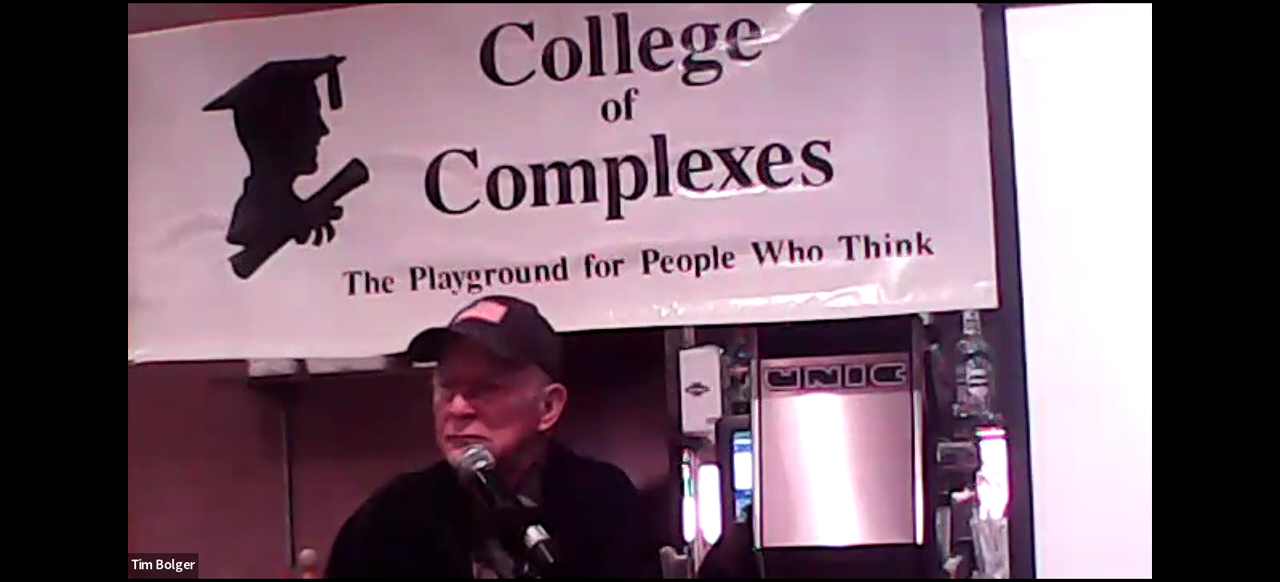 College
of
Complexes
The Playground for People Who Think
UNIC
Tim Bolger